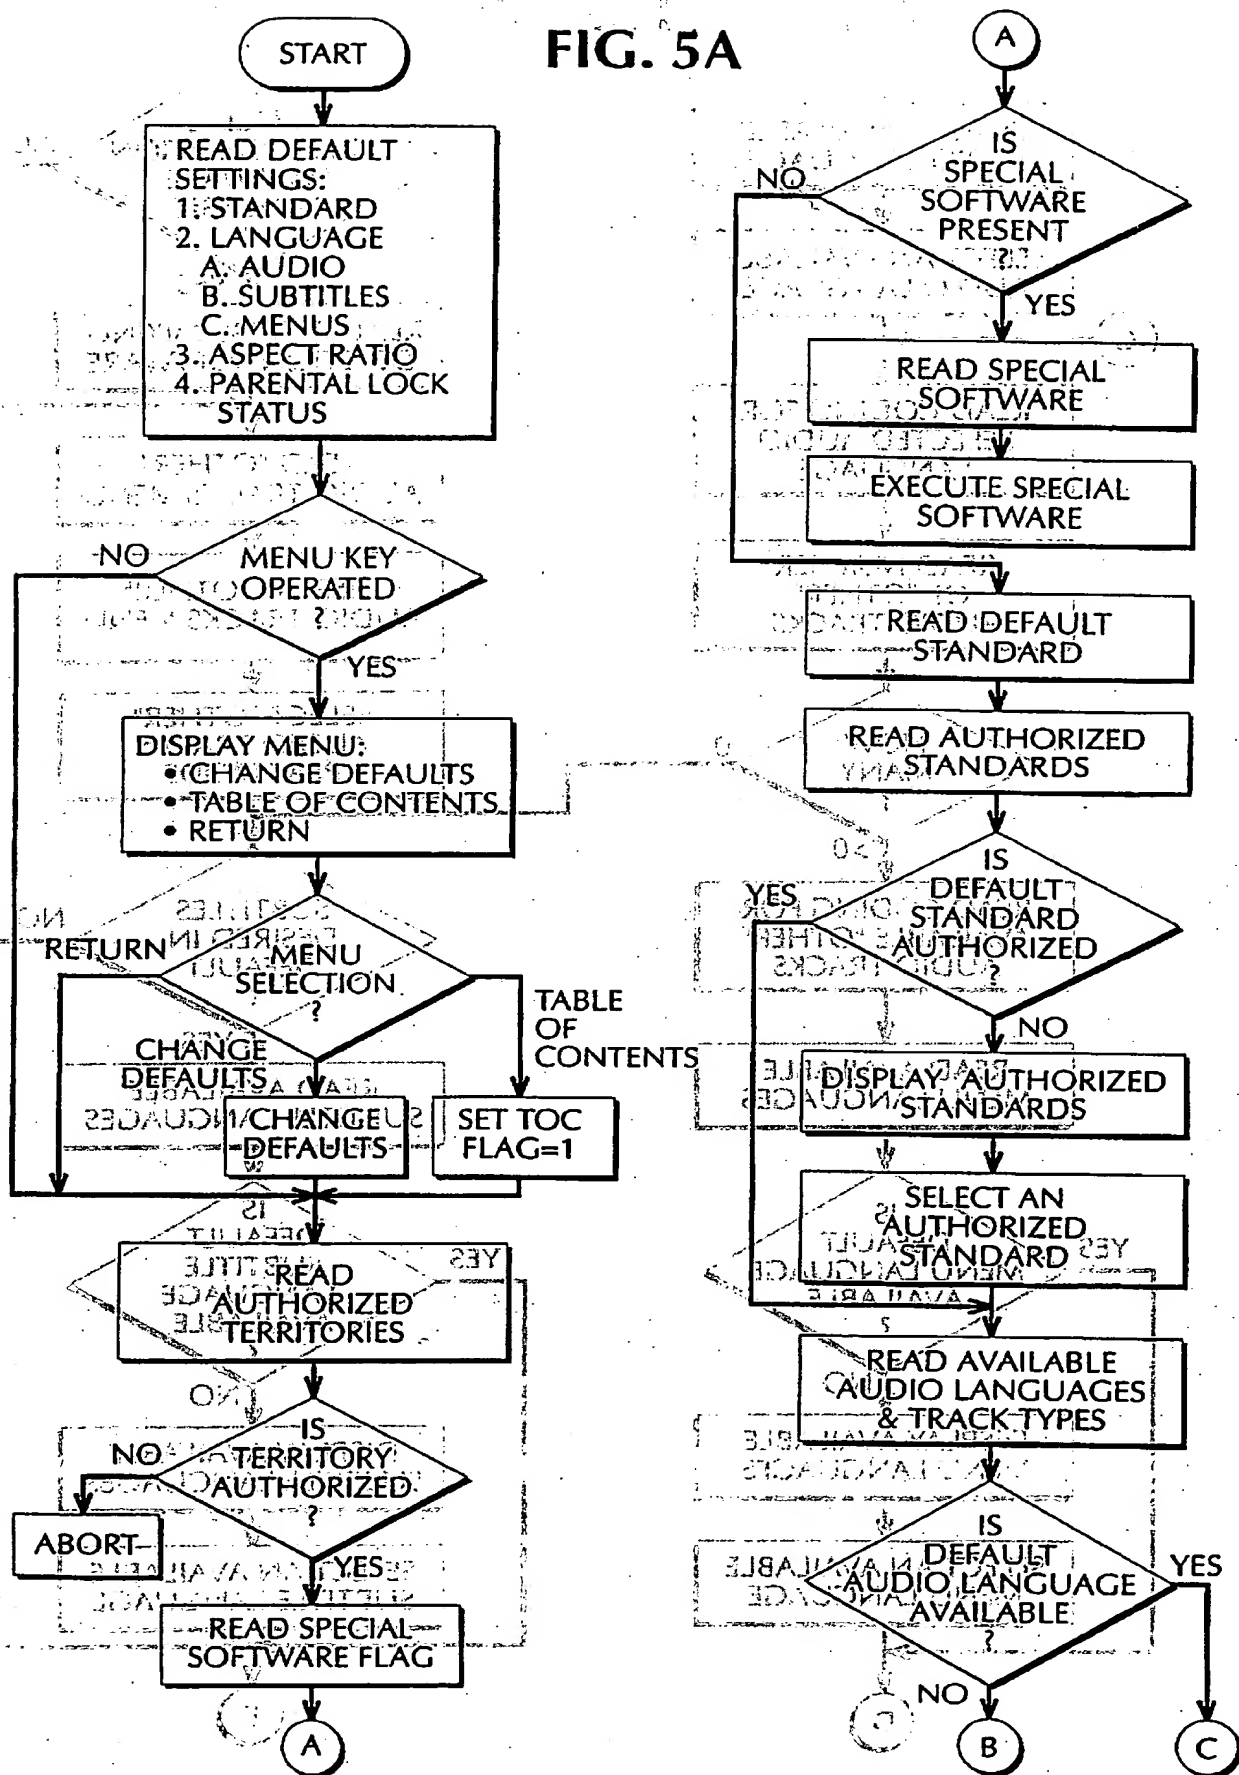 FIG. 5A
START
READ DEFAULT
SETTINGS:
1. STANDARD
2. LANGUAGE
A. AUDIO
B. SUBTITLES
C. MENUS
3. ASPECT RATIO
4. PARENTAL LOCK
STATUS
MENU KEY
OPERATED
?
NO
YES
DISPLAY MENU:
• CHANGE DEFAULTS
• TABLE OF CONTENTS
• RETURN
MENU
SELECTION
?
RETURN
CHANGE
DEFAULTS
TABLE
OF
CONTENTS
CHANGE
DEFAULTS
SET TOC
FLAG=1
READ
AUTHORIZED
TERRITORIES
IS
TERRITORY
AUTHORIZED
?
NO
ABORT
YES
READ SPECIAL
SOFTWARE FLAG
A
A
IS
SPECIAL
SOFTWARE
PRESENT
?
NO
YES
READ SPECIAL
SOFTWARE
EXECUTE SPECIAL
SOFTWARE
READ DEFAULT
STANDARD
READ AUTHORIZED
STANDARDS
IS
DEFAULT
STANDARD
AUTHORIZED
?
YES
NO
DISPLAY AUTHORIZED
STANDARDS
SELECT AN
AUTHORIZED
STANDARD
READ AVAILABLE
AUDIO LANGUAGES
& TRACK TYPES
IS
DEFAULT
AUDIO LANGUAGE
AVAILABLE
?
YES
NO
B
C